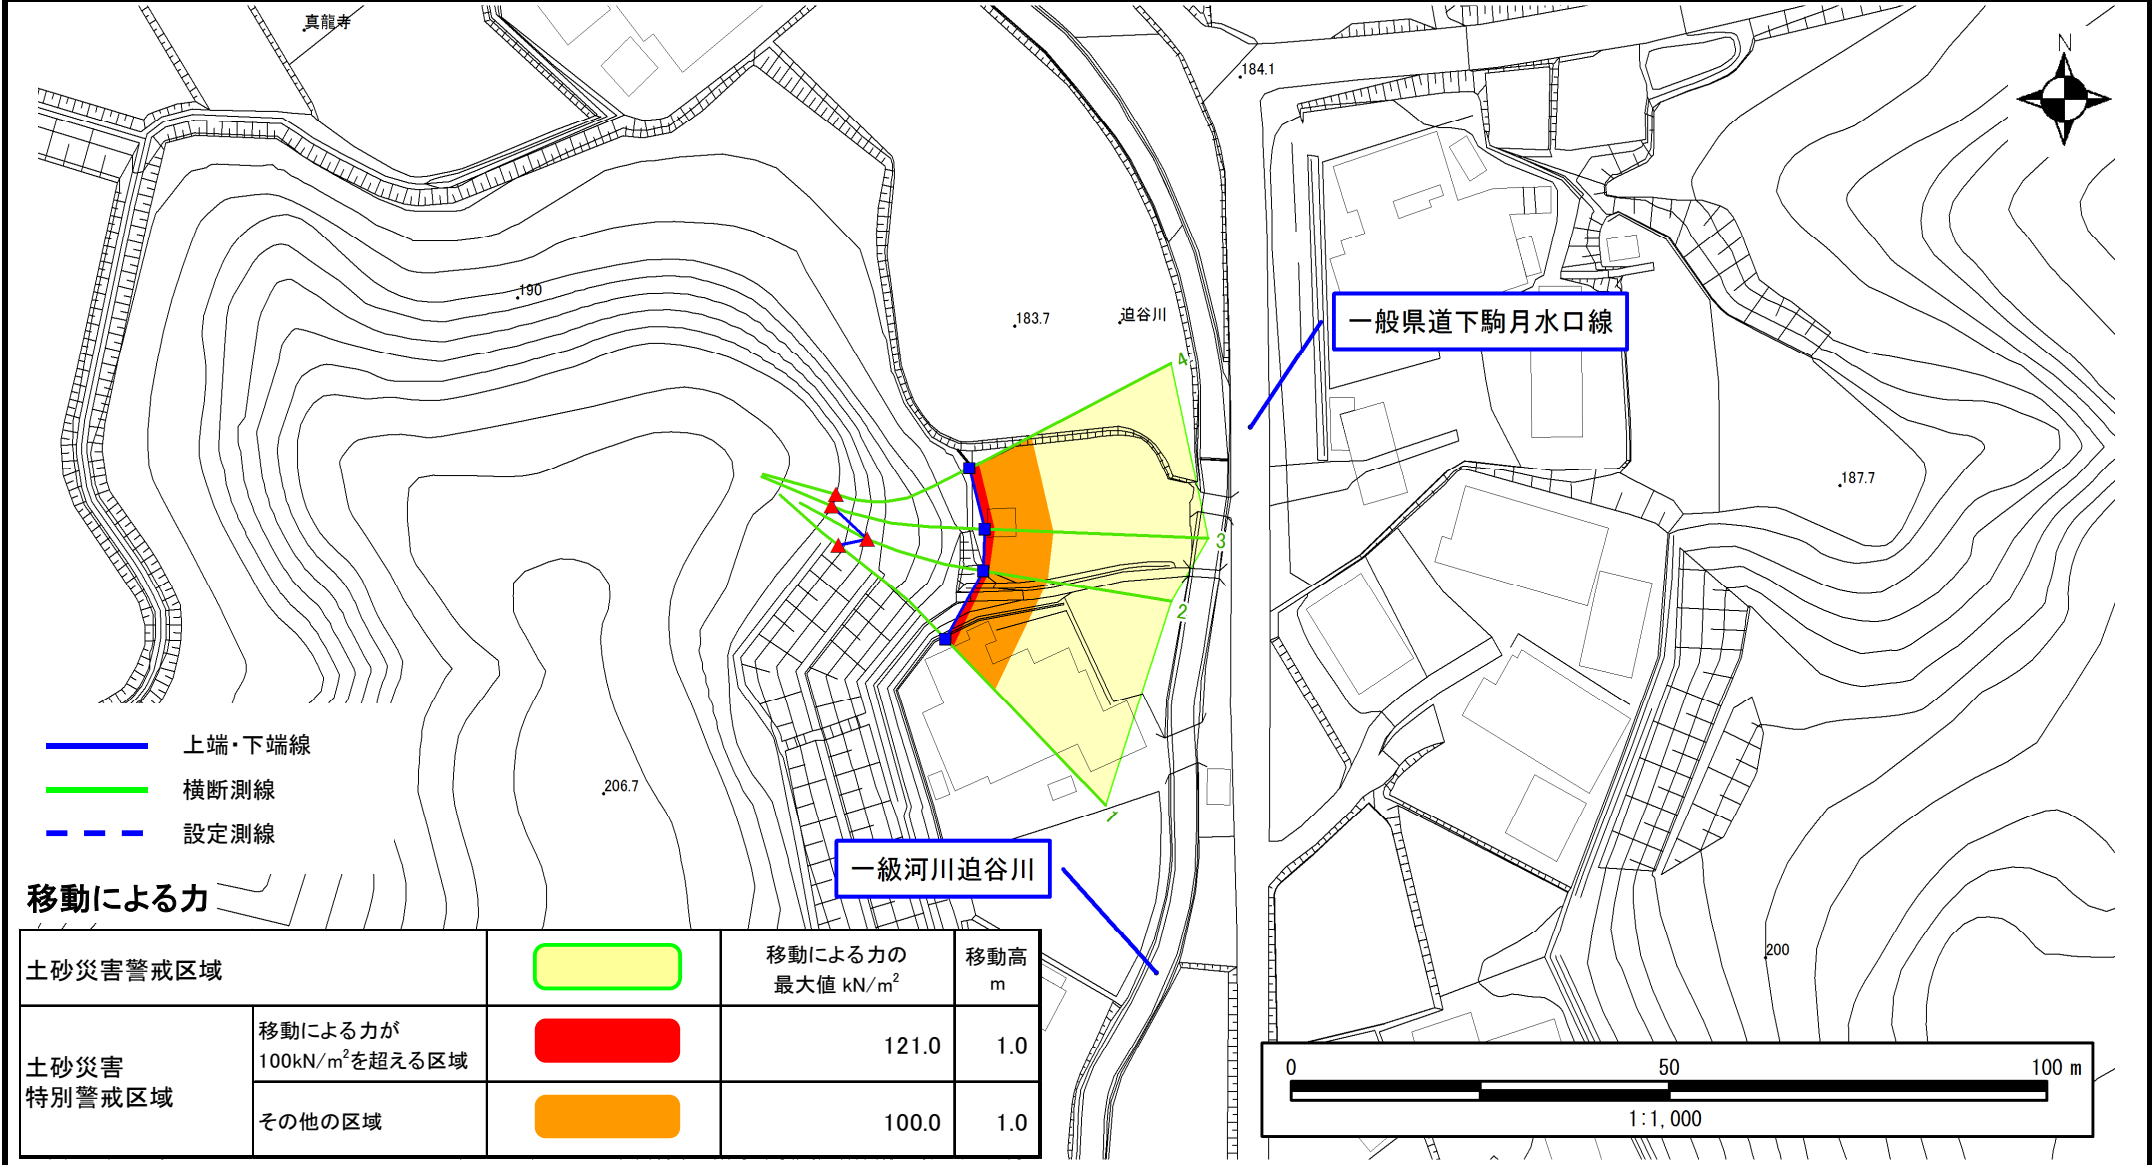 真龍寺
184.1
N
190
183.7
迫谷川
一般県道下駒月水口線
4
187.7
3
2
1
206.7
上端・下端線
横断測線
設定測線
一級河川迫谷川
200
移動による力
土砂災害警戒区域
移動による力の
最大値 kN/m²
移動高
m
土砂災害
特別警戒区域
移動による力が
100kN/m²を超える区域
121.0
1.0
その他の区域
100.0
1.0
0 50 100 m
1:1,000